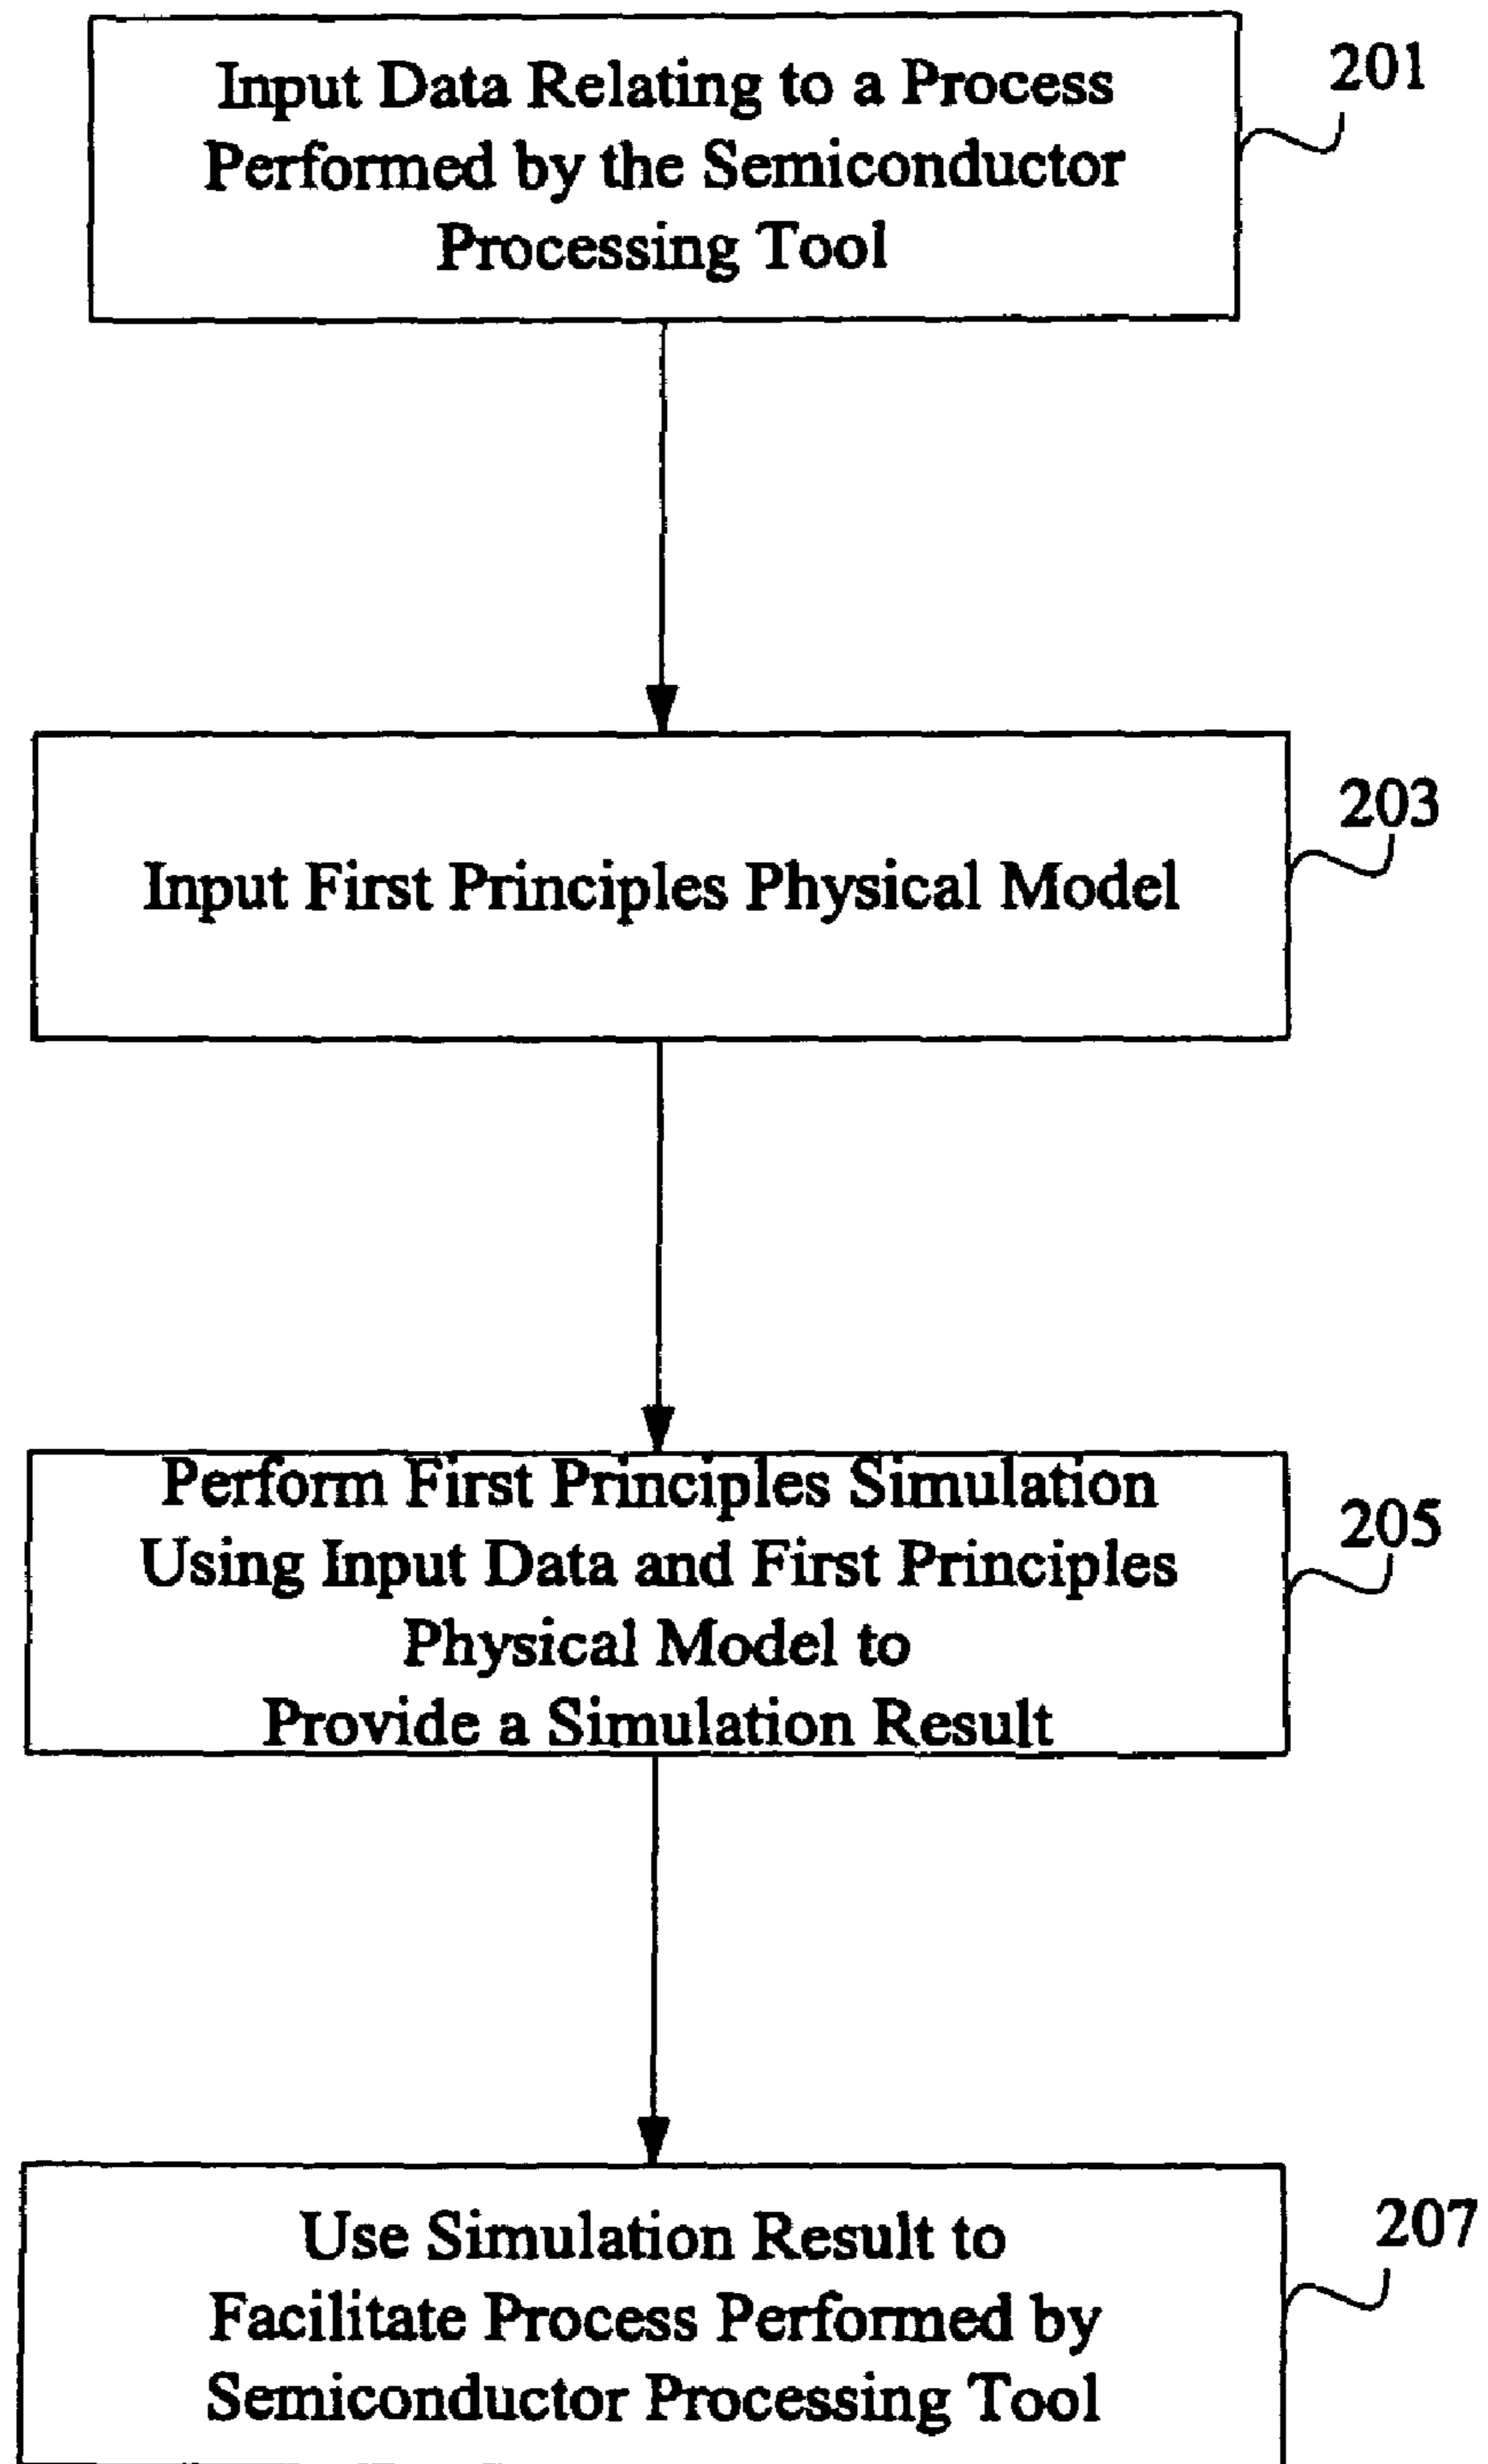 Input Data Relating to a Process
Performed by the Semiconductor
Processing Tool
201
Input First Principles Physical Model
203
Perform First Principles Simulation
Using Input Data and First Principles
Physical Model to
Provide a Simulation Result
205
Use Simulation Result to
Facilitate Process Performed by
Semiconductor Processing Tool
207